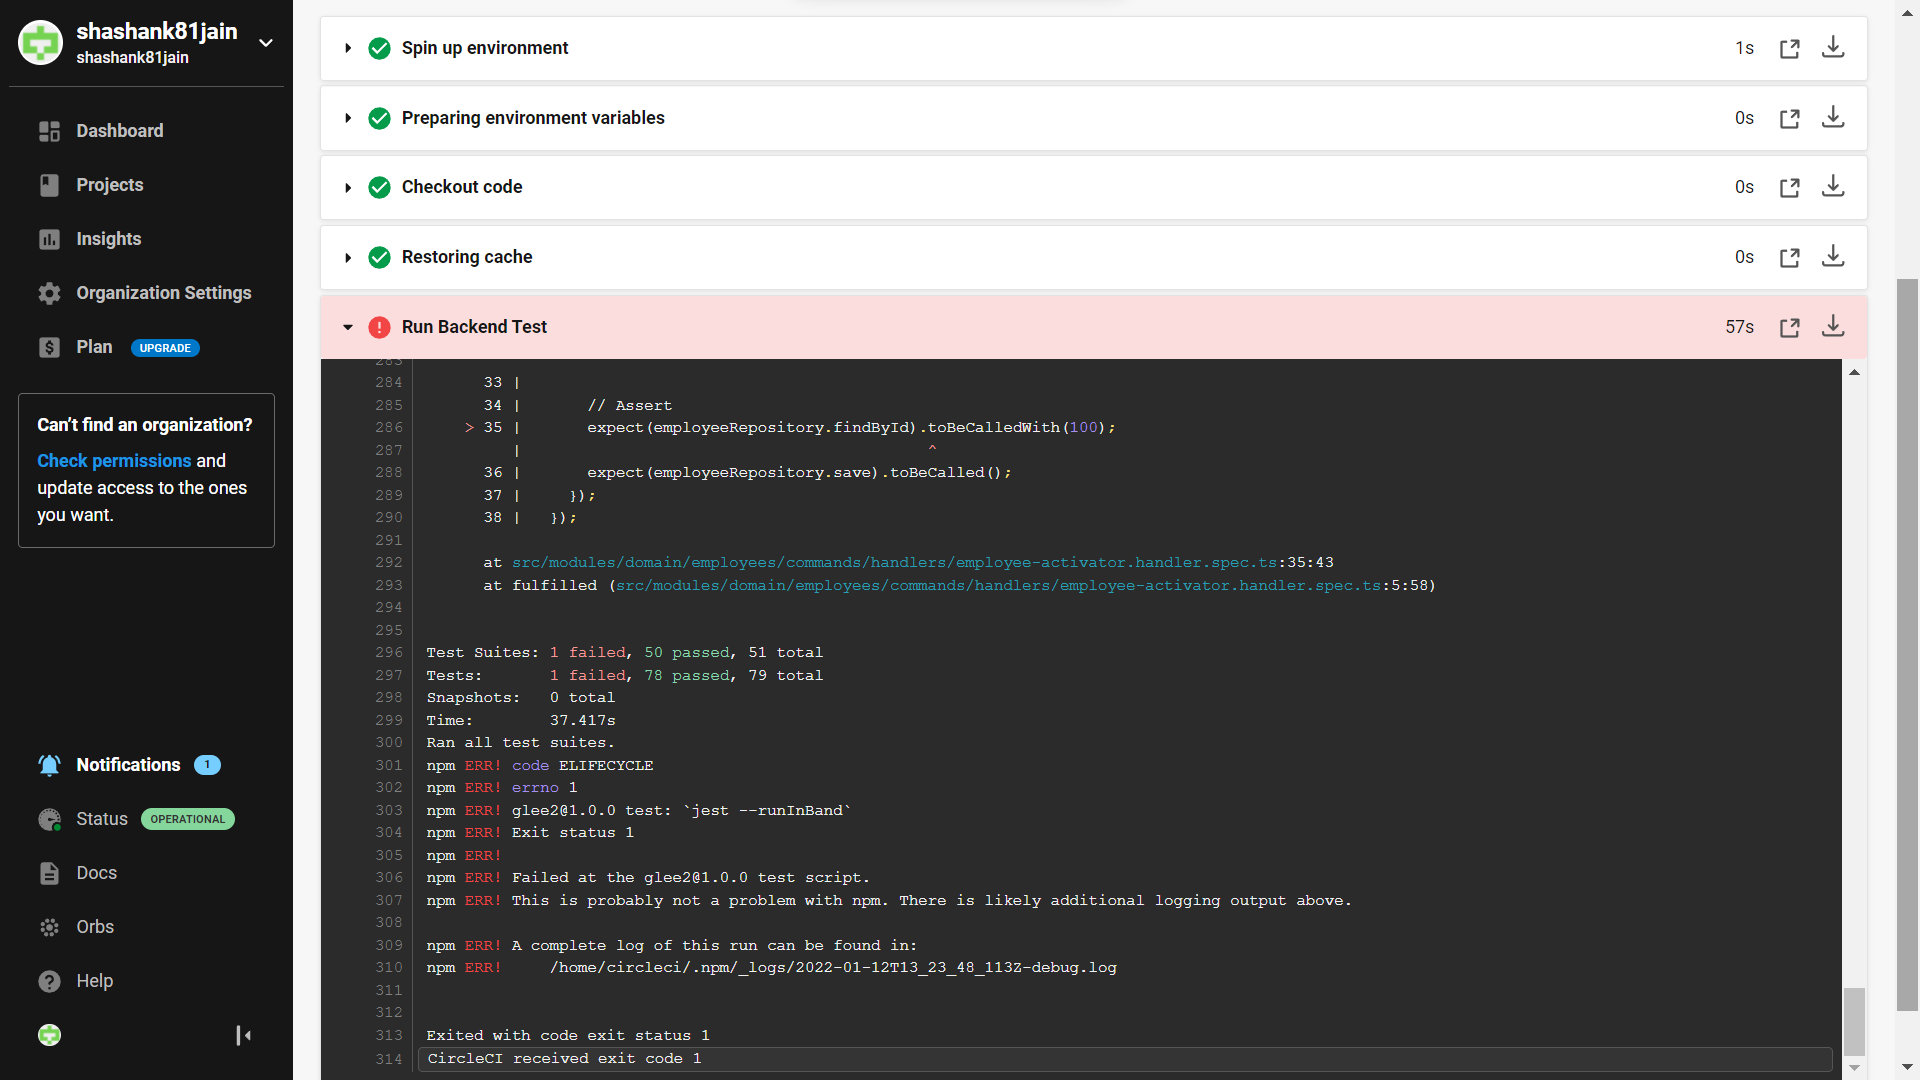 shashank81jain
shashank81jain
Dashboard
Projects
Insights
Organization Settings
Plan UPGRADE
Can't find an organization?
Check permissions and
update access to the ones
you want.
Notifications 1
Status OPERATIONAL
Docs
Orbs
Help
Spin up environment 1s
Preparing environment variables 0s
Checkout code 0s
Restoring cache 0s
Run Backend Test 57s
283
284 33 |
285 34 | // Assert
286 > 35 | expect(employeeRepository.findById).toBeCalledWith(100);
287 | ^
288 36 | expect(employeeRepository.save).toBeCalled();
289 37 | });
290 38 | });
291
292 at src/modules/domain/employees/commands/handlers/employee-activator.handler.spec.ts:35:43
293 at fulfilled (src/modules/domain/employees/commands/handlers/employee-activator.handler.spec.ts:5:58)
294
295
296 Test Suites: 1 failed, 50 passed, 51 total
297 Tests: 1 failed, 78 passed, 79 total
298 Snapshots: 0 total
299 Time: 37.417s
300 Ran all test suites.
301 npm ERR! code ELIFECYCLE
302 npm ERR! errno 1
303 npm ERR! glee2@1.0.0 test: `jest --runInBand`
304 npm ERR! Exit status 1
305 npm ERR!
306 npm ERR! Failed at the glee2@1.0.0 test script.
307 npm ERR! This is probably not a problem with npm. There is likely additional logging output above.
308
309 npm ERR! A complete log of this run can be found in:
310 npm ERR! /home/circleci/.npm/_logs/2022-01-12T13_23_48_113Z-debug.log
311
312
313 Exited with code exit status 1
314 CircleCI received exit code 1